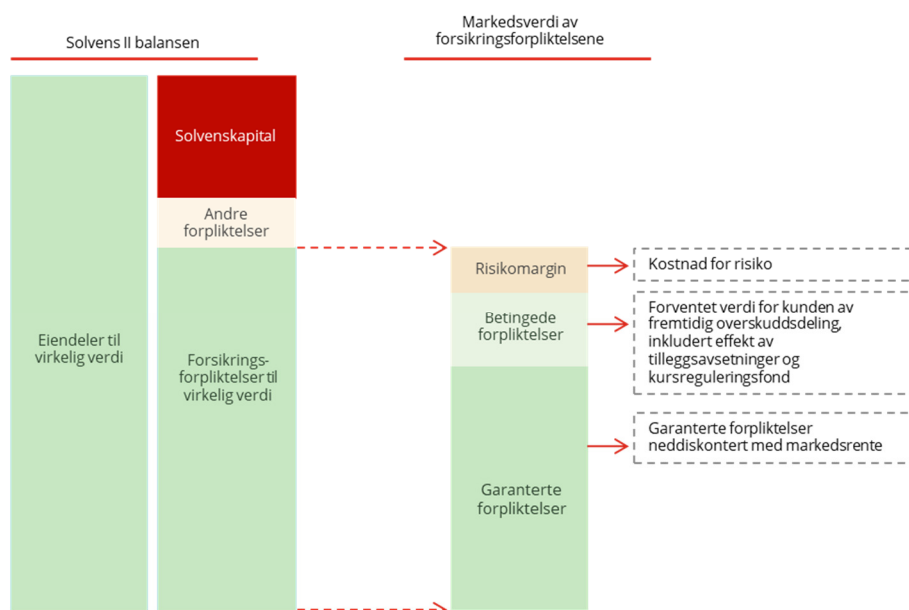 Solvens II balansen
Markedsverdi av
forsikringsforpliktelsene
Eiendeler til
virkelig verdi
Solvenskapital
Andre
forpliktelser
Forsikrings-
forpliktelser til
virkelig verdi
Risikomargin
Betingede
forpliktelser
Garanterte
forpliktelser
Kostnad for risiko
Forventet verdi for kunden av
fremtidig overskuddsdeling,
inkludert effekt av
tilleggsavsetninger og
kursreguleringsfond
Garanterte forpliktelser
neddiskontert med markedsrente